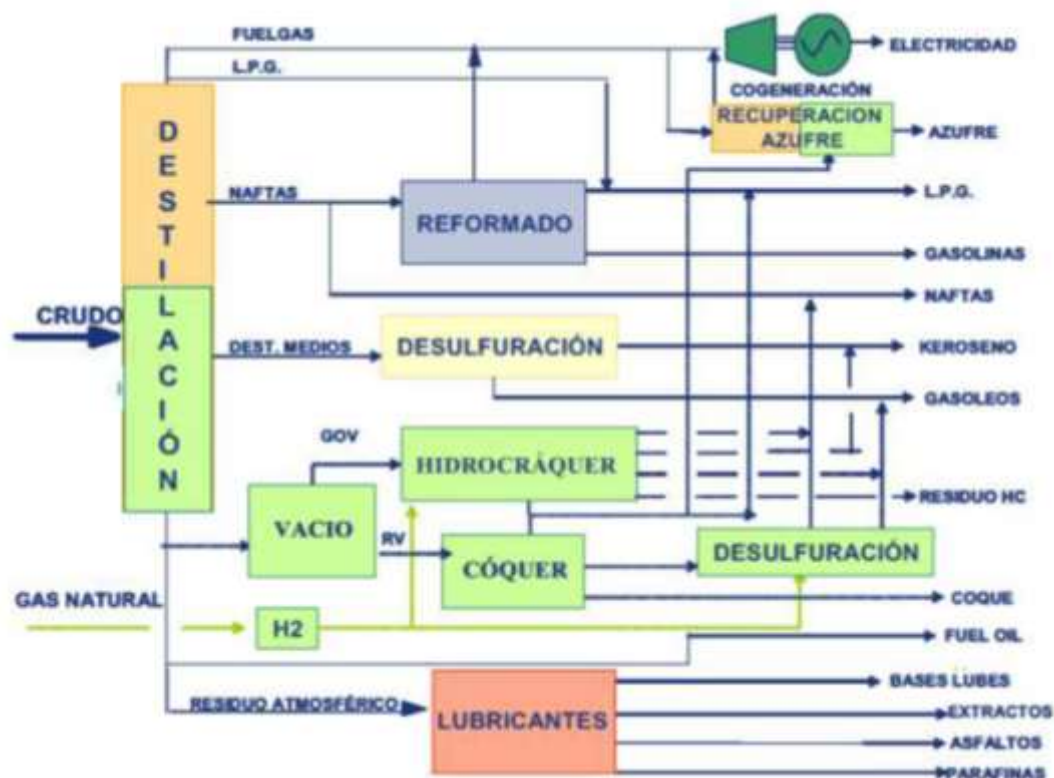 FUELGAS
ELECTRICIDAD
L.P.G.
COGENERACIÓN
RECUPERACION
AZUFRE
AZUFRE
DESTILACIÓN
NAFTAS
REFORMADO
L.P.G.
GASOLINAS
NAFTAS
CRUDO
DEST. MEDIOS
DESULFURACIÓN
KEROSENO
GASOLEOS
GOV
HIDROCRÁQUER
RESIDUO HC
VACIO
RV
CÓQUER
DESULFURACIÓN
GAS NATURAL
H2
COQUE
FUEL OIL
RESIDUO ATMOSFÉRICO
LUBRICANTES
BASES LUBES
EXTRACTOS
ASFALTOS
PARAFINAS